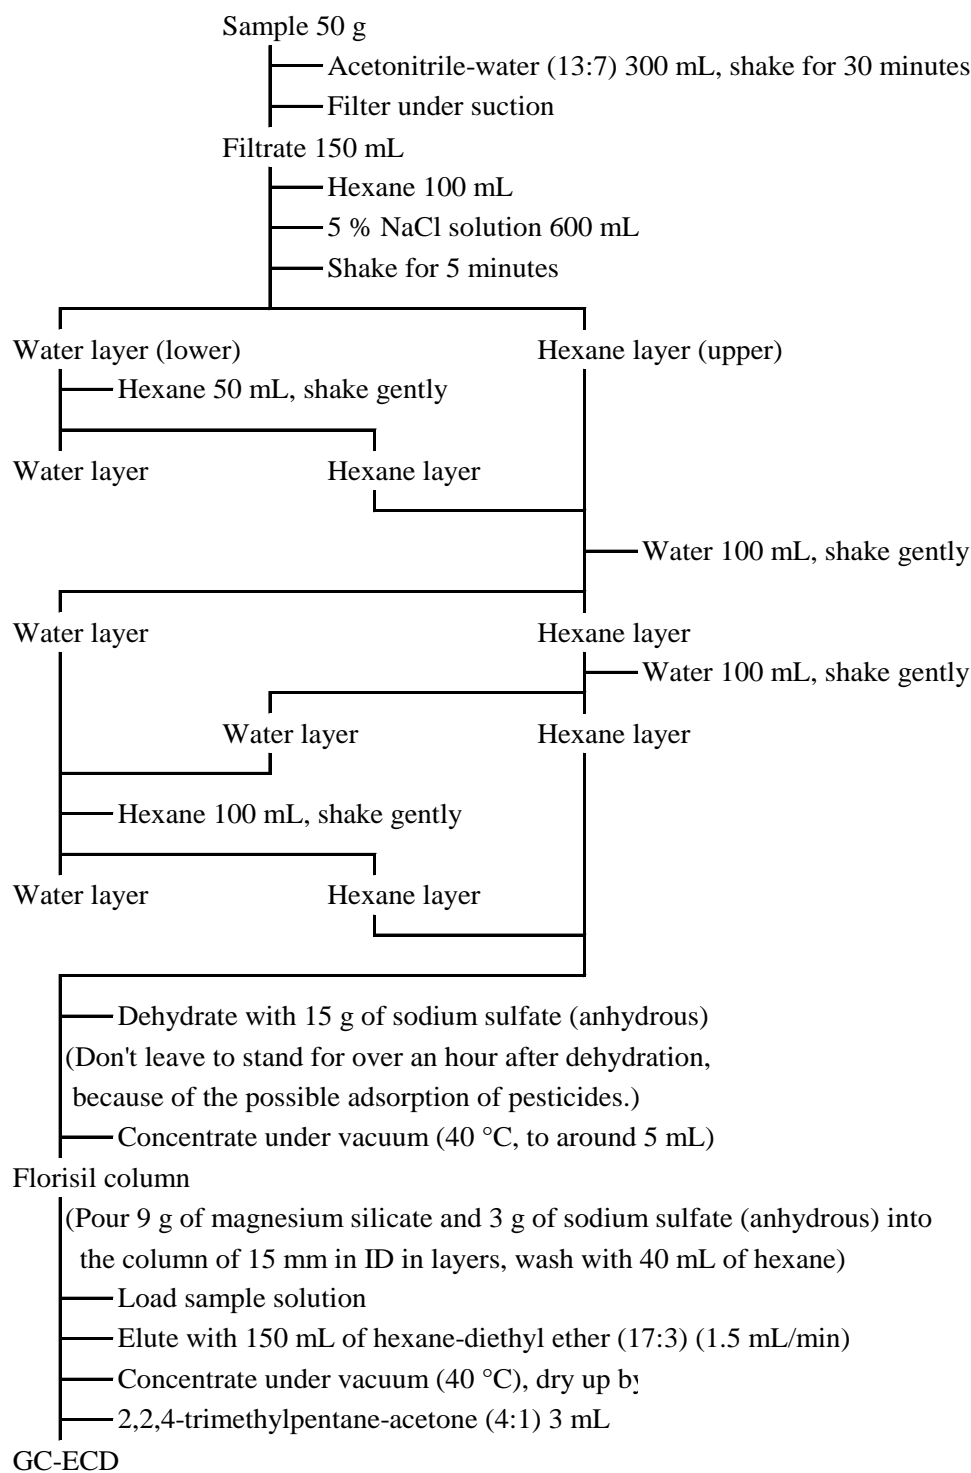 Sample 50 g
Acetonitrile-water (13:7) 300 mL, shake for 30 minutes
Filter under suction
Filtrate 150 mL
Hexane 100 mL
5 % NaCl solution 600 mL
Shake for 5 minutes
Water layer (lower)
Hexane layer (upper)
Hexane 50 mL, shake gently
Water layer
Hexane layer
Water 100 mL, shake gently
Water layer
Hexane layer
Water 100 mL, shake gently
Water layer
Hexane layer
Hexane 100 mL, shake gently
Water layer
Hexane layer
Dehydrate with 15 g of sodium sulfate (anhydrous)
(Don't leave to stand for over an hour after dehydration,
because of the possible adsorption of pesticides.)
Concentrate under vacuum (40 °C, to around 5 mL)
Florisil column
(Pour 9 g of magnesium silicate and 3 g of sodium sulfate (anhydrous) into
the column of 15 mm in ID in layers, wash with 40 mL of hexane)
Load sample solution
Elute with 150 mL of hexane-diethyl ether (17:3) (1.5 mL/min)
Concentrate under vacuum (40 °C), dry up by
2,2,4-trimethylpentane-acetone (4:1) 3 mL
GC-ECD